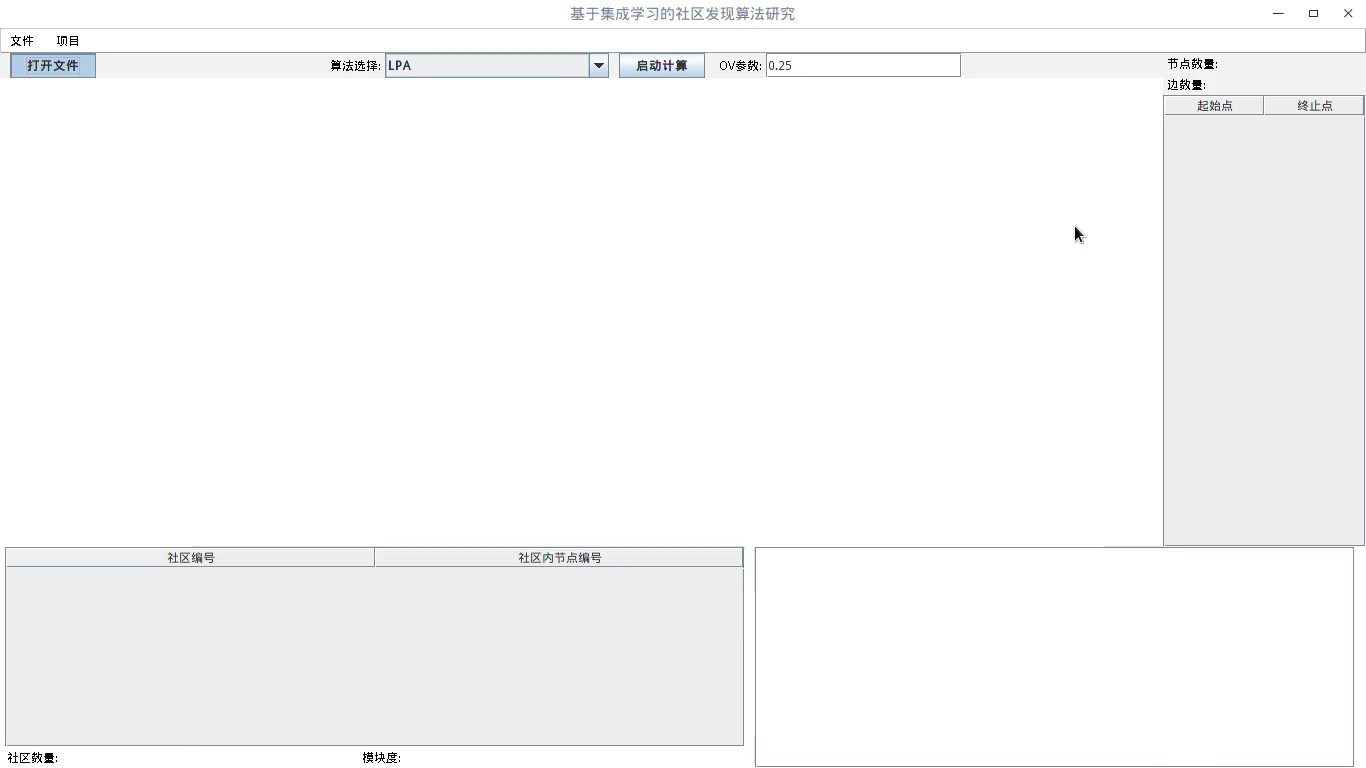 基于集成学习的社区发现算法研究
文件 项目
打开文件 算法选择: LPA 启动计算 OV参数: 0.25 节点数量:
边数量:
起始点 终止点
社区编号 社区内节点编号
社区数量: 模块度: